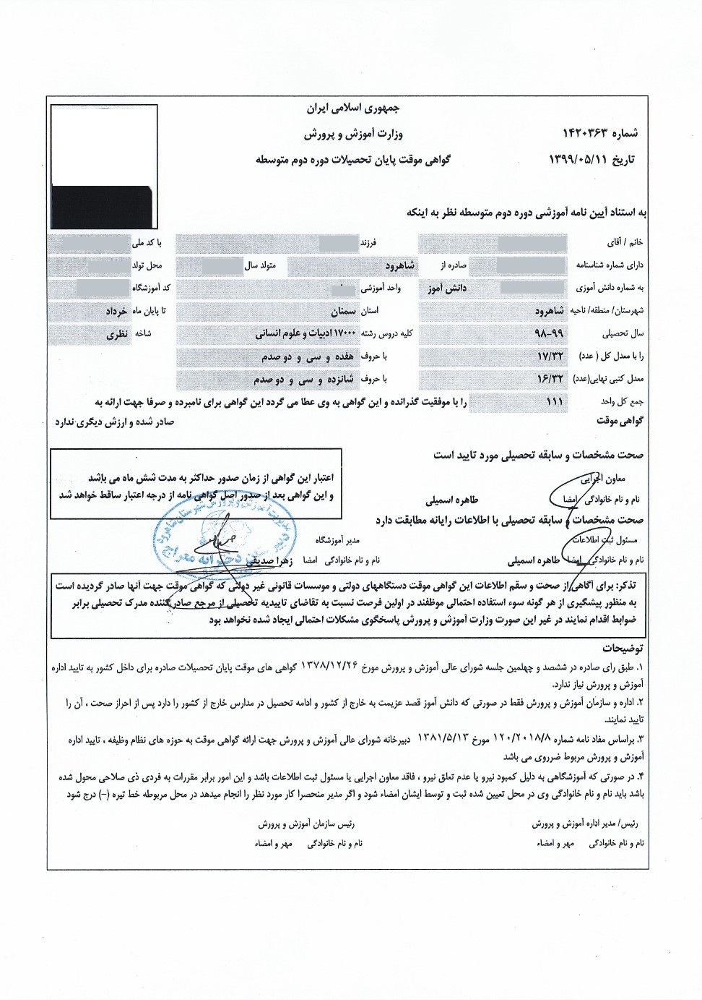 جمهوری اسلامی ایران
وزارت آموزش و پرورش
شماره ۱۴۲۰۳۶۳
گواهی موقت پایان تحصیلات دوره دوم متوسطه
تاریخ ۱۳۹۹/۰۵/۱۱
به استناد آیین نامه آموزشی دوره دوم متوسطه نظر به اینکه
خانم / آقای فرزند با کد ملی
دارای شماره شناسنامه صادره از شاهرود متولد سال محل تولد
به شماره دانش آموزی دانش آموز واحد آموزشی کد آموزشگاه
شهرستان/ منطقه/ ناحیه شاهرود استان سمنان تا پایان ماه خرداد
سال تحصیلی ۹۸-۹۹ کلیه دروس رشته ۱۷۰۰۰ ادبیات و علوم انسانی شاخه نظری
را با معدل کل ( عدد) ۱۷/۳۲ با حروف هفده و سی و دو صدم
معدل کتبی نهایی(عدد) ۱۶/۳۲ با حروف شانزده و سی و دو صدم
جمع کل واحد ۱۱۱ را با موفقیت گذرانده و این گواهی به وی عطا می گردد این گواهی برای نامبرده و صرفا جهت ارائه به
گواهی موقت صادر شده و ارزش دیگری ندارد
صحت مشخصات و سابقه تحصیلی مورد تایید است
معاون اجرایی
نام و نام خانوادگی امضا طاهره اسمیلی
اعتبار این گواهی از زمان صدور حداکثر به مدت شش ماه می باشد
و این گواهی بعد از صدور اصل گواهی نامه از درجه اعتبار ساقط خواهد شد
صحت مشخصات و سابقه تحصیلی با اطلاعات رایانه مطابقت دارد
مسئول ثبت اطلاعات مدیر آموزشگاه
نام و نام خانوادگی امضا طاهره اسمیلی نام و نام خانوادگی امضا زهرا صدیقی
مدیریت آموزش و پرورش شهرستان شاهرود
دخترانه معراج
تذکر: برای آگاهی از صحت و سقم اطلاعات این گواهی موقت دستگاههای دولتی و موسسات قانونی غیر دولتی که گواهی موقت جهت آنها صادر گردیده است
به منظور پیشگیری از هر گونه سوء استفاده احتمالی موظفند در اولین فرصت نسبت به تقاضای تاییدیه تحصیلی از مرجع صادر کننده مدرک تحصیلی برابر
ضوابط اقدام نمایند در غیر این صورت وزارت آموزش و پرورش پاسخگوی مشکلات احتمالی ایجاد شده نخواهد بود
توضیحات
۱. طبق رای صادره در ششصد و چهلمین جلسه شورای عالی آموزش و پرورش مورخ ۱۳۷۸/۱۲/۲۶ گواهی های موقت پایان تحصیلات صادره برای داخل کشور به تایید اداره
آموزش و پرورش نیاز ندارد.
۲. اداره و سازمان آموزش و پرورش فقط در صورتی که دانش آموز قصد عزیمت به خارج از کشور و ادامه تحصیل در مدارس خارج از کشور را دارد پس از احراز صحت ، آن را
تایید نمایند.
۳. براساس مفاد نامه شماره ۱۲۰/۲۰۱۸/۸ مورخ ۱۳۸۱/۵/۱۳ دبیرخانه شورای عالی آموزش و پرورش جهت ارائه گواهی موقت به حوزه های نظام وظیفه ، تایید اداره
آموزش و پرورش مربوط ضرروی می باشد
۴. در صورتی که آموزشگاهی به دلیل کمبود نیرو یا عدم تعلق نیرو ، فاقد معاون اجرایی یا مسئول ثبت اطلاعات باشد و این امور برابر مقررات به فردی ذی صلاحی محول شده
باشد باید نام و نام خانوادگی وی در محل تعیین شده ثبت و توسط ایشان امضاء شود و اگر مدیر منحصرا کار مورد نظر را انجام میدهد در محل مربوطه خط تیره (–) درج شود
رئیس/ مدیر اداره آموزش و پرورش رئیس سازمان آموزش و پرورش
نام و نام خانوادگی مهر و امضاء نام و نام خانوادگی مهر و امضاء